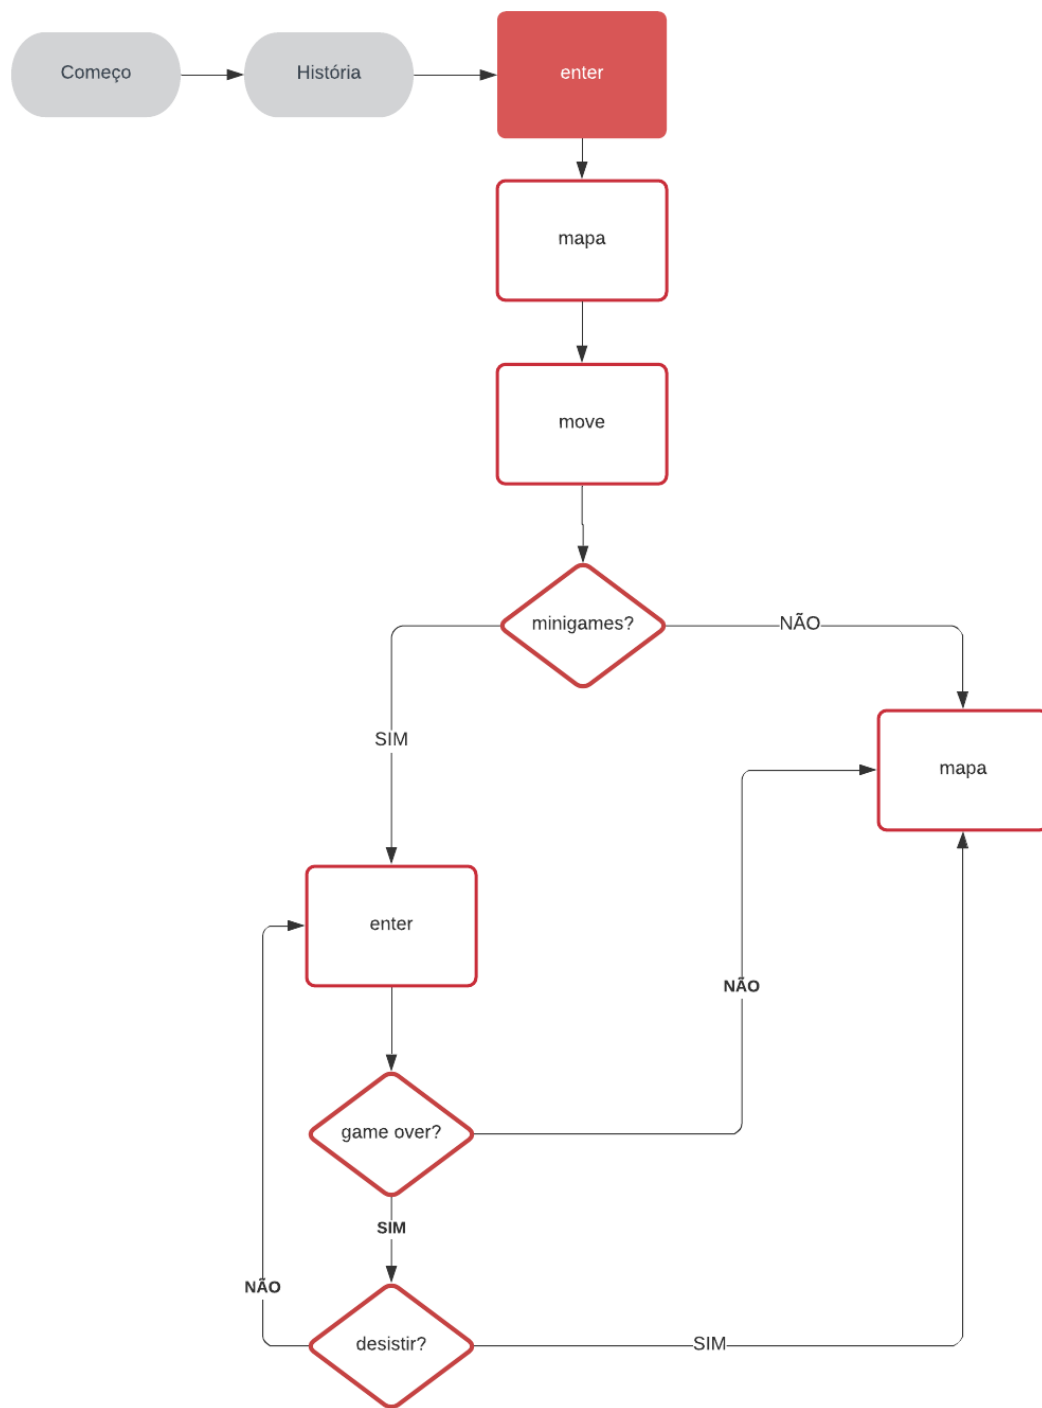 Começo
História
enter
mapa
move
minigames?
NÃO
SIM
mapa
enter
NÃO
game over?
SIM
NÃO
desistir?
SIM